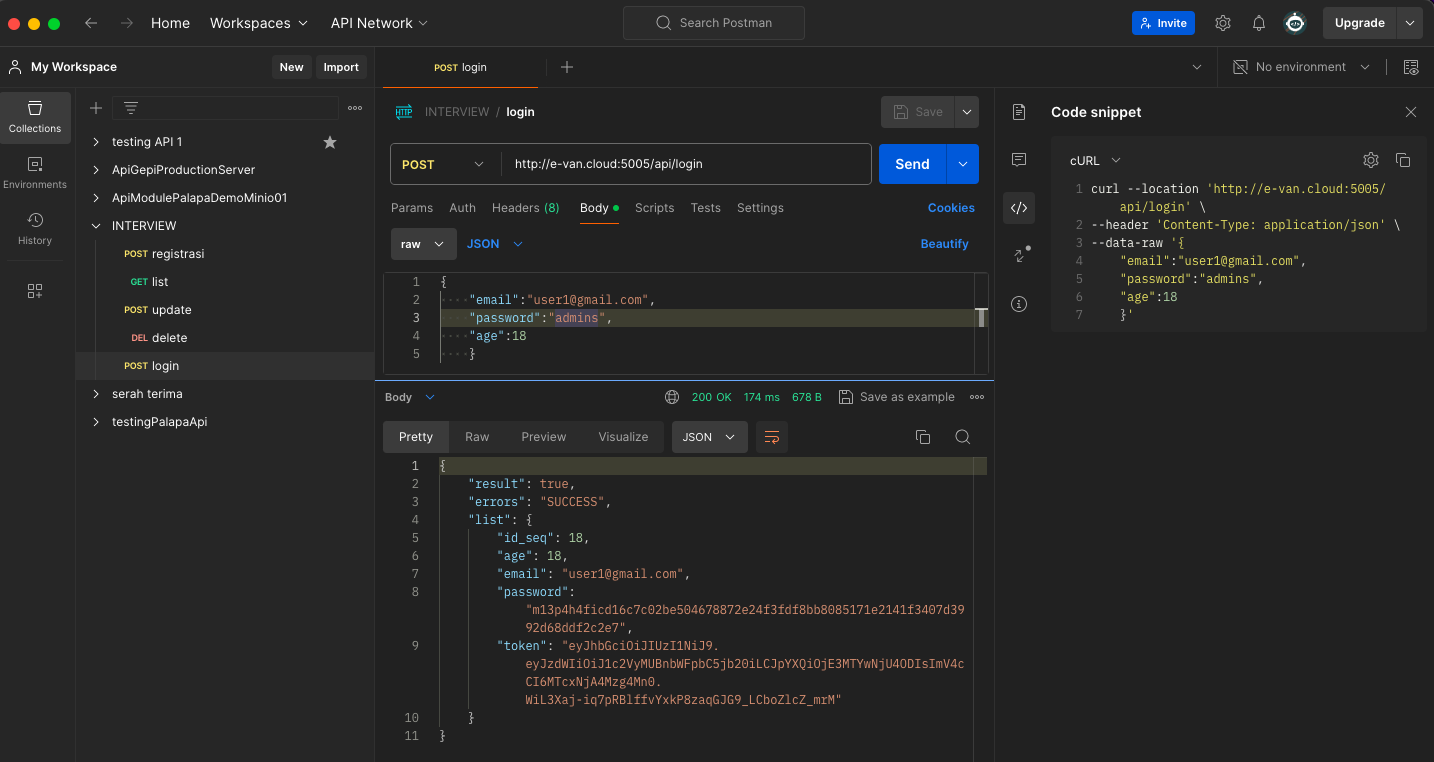 Home
Workspaces
API Network
Search Postman
Invite
Upgrade
My Workspace
New
Import
POST login
No environment
Collections
Environments
History
testing API 1
ApiGepiProductionServer
ApiModulePalapaDemoMinio01
INTERVIEW
POST registrasi
GET list
POST update
DEL delete
POST login
serah terima
testingPalapaApi
HTTP
INTERVIEW / login
Save
POST
http://e-van.cloud:5005/api/login
Send
Params
Auth
Headers (8)
Body
Scripts
Tests
Settings
Cookies
raw
JSON
Beautify
1 {
2 ····"email":"user1@gmail.com",
3 ····"password":"admins",
4 ····"age":18
5 ····}
Body
200 OK
174 ms
678 B
Save as example
Pretty
Raw
Preview
Visualize
JSON
1 {
2 "result": true,
3 "errors": "SUCCESS",
4 "list": {
5 "id_seq": 18,
6 "age": 18,
7 "email": "user1@gmail.com",
8 "password":
"m13p4h4ficd16c7c02be504678872e24f3fdf8bb8085171e2141f3407d39
92d68ddf2c2e7",
9 "token": "eyJhbGciOiJIUzI1NiJ9.
eyJzdWIiOiJ1c2VyMUBnbWFpbC5jb20iLCJpYXQiOjE3MTYwNjU4ODIsImV4c
CI6MTcxNjA4Mzg4Mn0.
WiL3Xaj-iq7pRBlffvYxkP8zaqGJG9_LCboZlcZ_mrM"
10 }
11 }
Code snippet
cURL
1 curl --location 'http://e-van.cloud:5005/
api/login' \
2 --header 'Content-Type: application/json' \
3 --data-raw '{
4 "email":"user1@gmail.com",
5 "password":"admins",
6 "age":18
7 }'